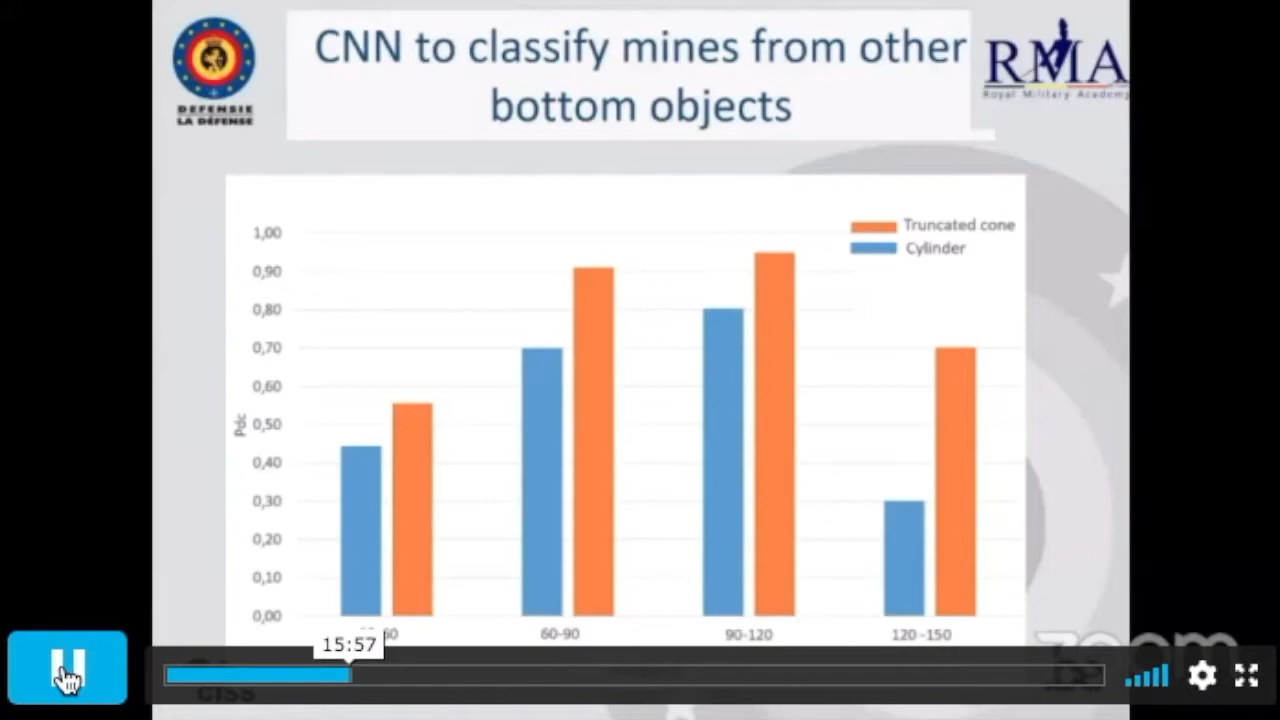 DEFENSIE
LA DÉFENSE
CNN to classify mines from other
bottom objects
RMA
Royal Military Academy
Truncated cone
Cylinder
1,00
0,90
0,80
0,70
0,60
0,50
0,40
0,30
0,20
0,10
0,00
Pdc
60-90
90-120
120 -150
15:57
zoom